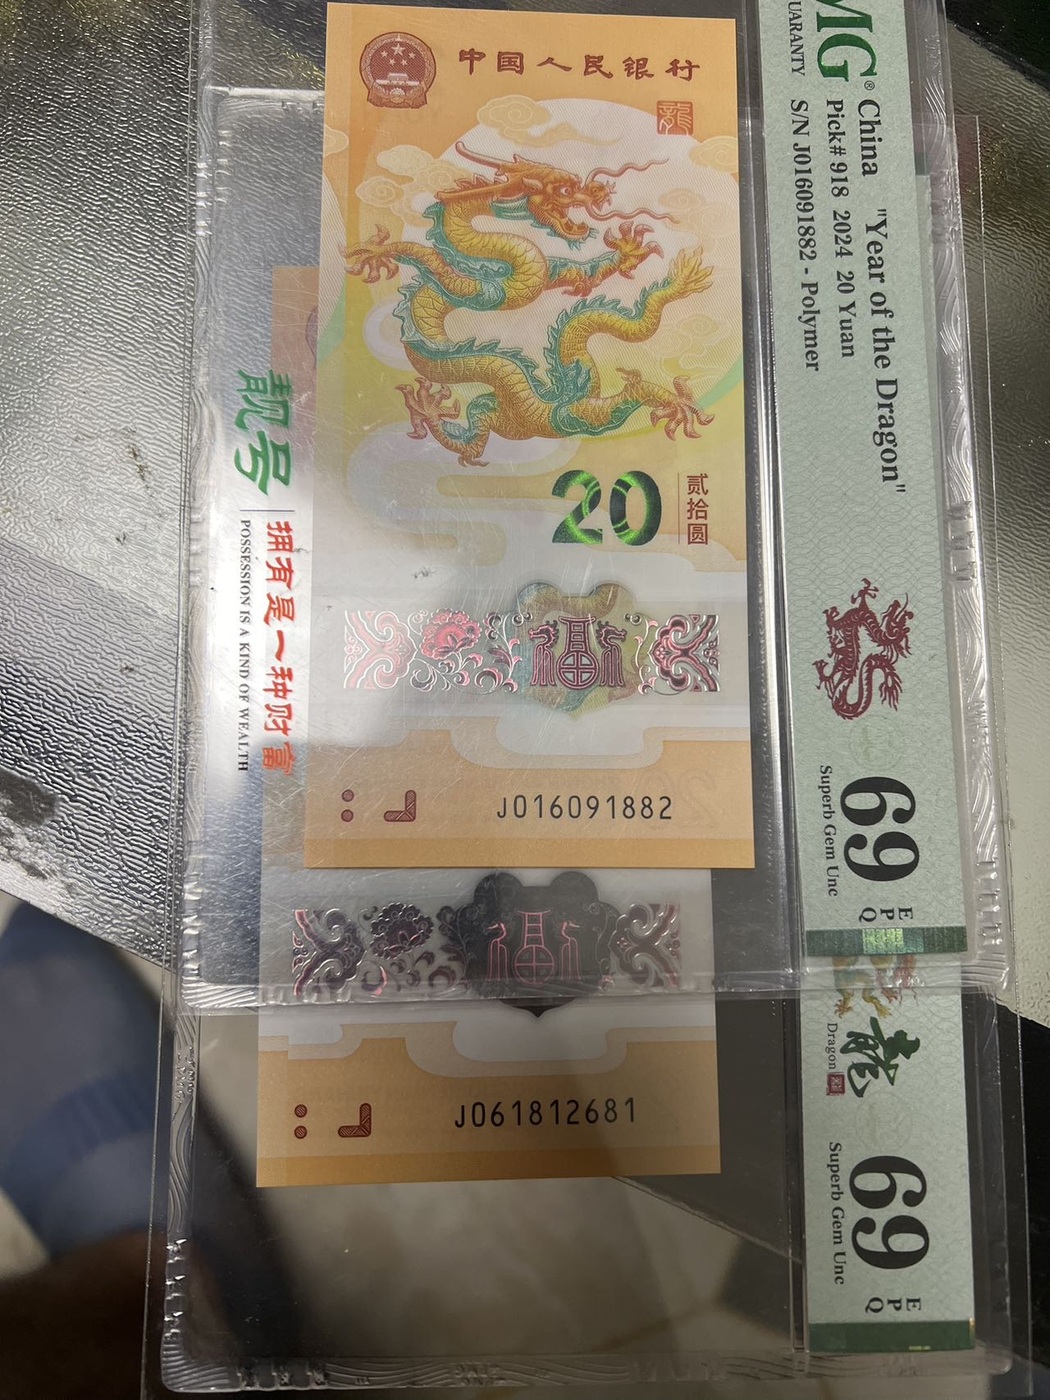 中国人民银行
龍
20
贰拾圆
J016091882
J061812681
靓号
拥有是一种财富
POSSESSION IS A KIND OF WEALTH
MG®
UARANTY
China "Year of the Dragon"
Pick# 918 2024 20 Yuan
S/N J016091882 - Polymer
69 EPQ
Superb Gem Unc
龍
Dragon
69 EPQ
Superb Gem Unc